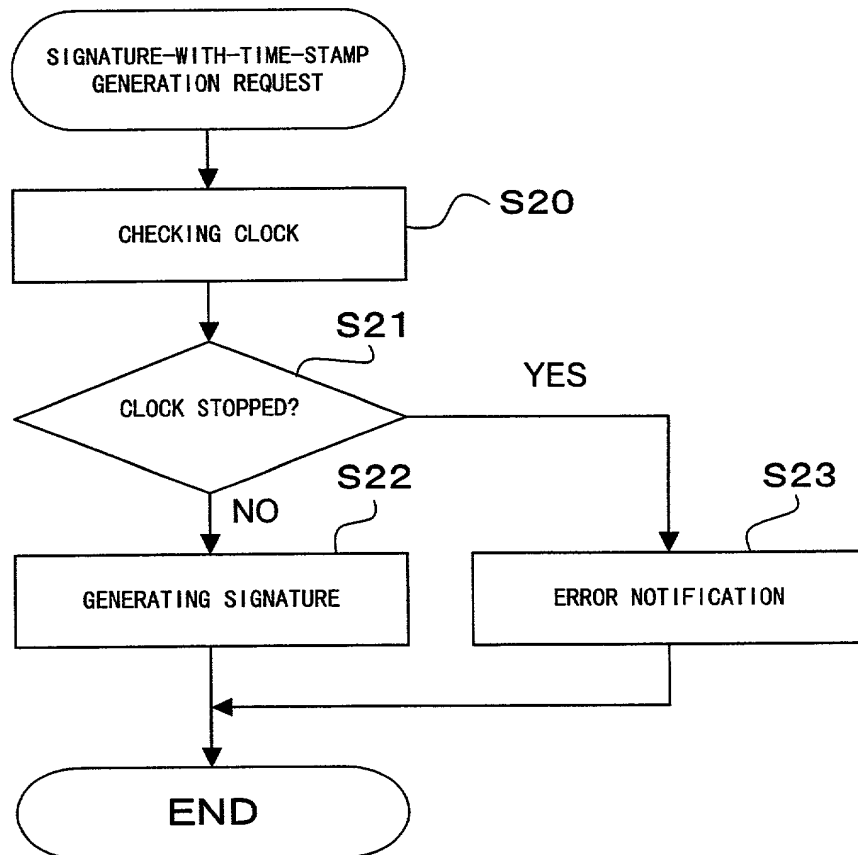 SIGNATURE-WITH-TIME-STAMP
GENERATION REQUEST
CHECKING CLOCK
S20
S21
CLOCK STOPPED?
YES
NO
S22
S23
GENERATING SIGNATURE
ERROR NOTIFICATION
END